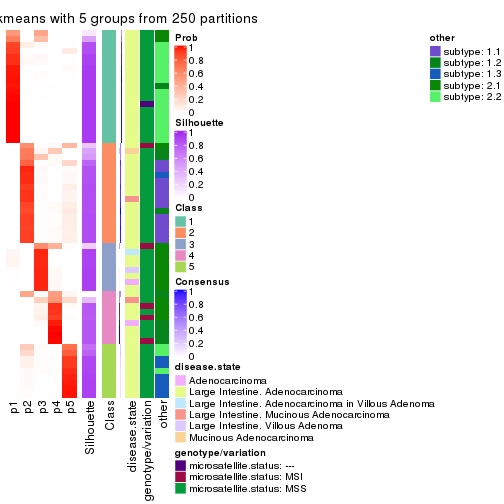 kmeans with 5 groups from 250 partitions
Prob
1
0.8
0.6
0.4
0.2
0
Silhouette
1
0.8
0.6
0.4
0.2
0
Class
1
2
3
4
5
Consensus
1
0.8
0.6
0.4
0.2
0
disease.state
Adenocarcinoma
Large Intestine. Adenocarcinoma
Large Intestine. Adenocarcinoma in Villous Adenoma
Large Intestine. Mucinous Adenocarcinoma
Large Intestine. Villous Adenoma
Mucinous Adenocarcinoma
genotype/variation
microsatellite.status: ---
microsatellite.status: MSI
microsatellite.status: MSS
other
subtype: 1.1
subtype: 1.2
subtype: 1.3
subtype: 2.1
subtype: 2.2
p1
p2
p3
p4
p5
Silhouette
Class
disease.state
genotype/variation
other